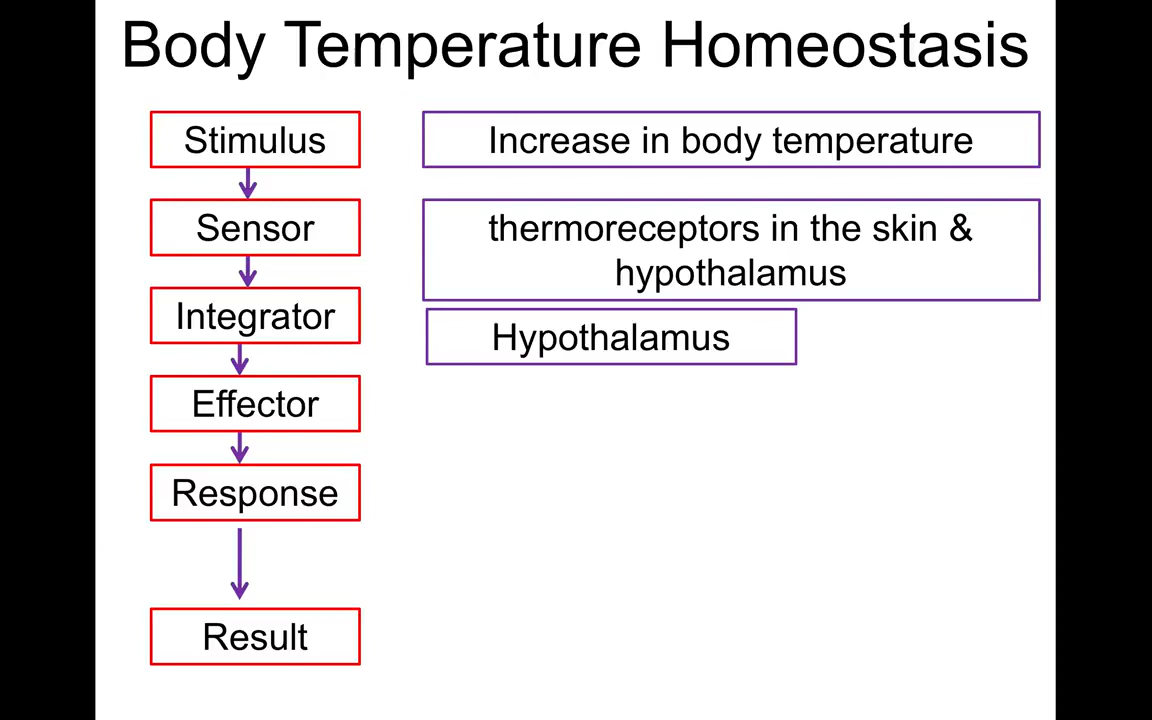 Body Temperature Homeostasis
Stimulus
Increase in body temperature
Sensor
thermoreceptors in the skin &
hypothalamus
Integrator
Hypothalamus
Effector
Response
Result